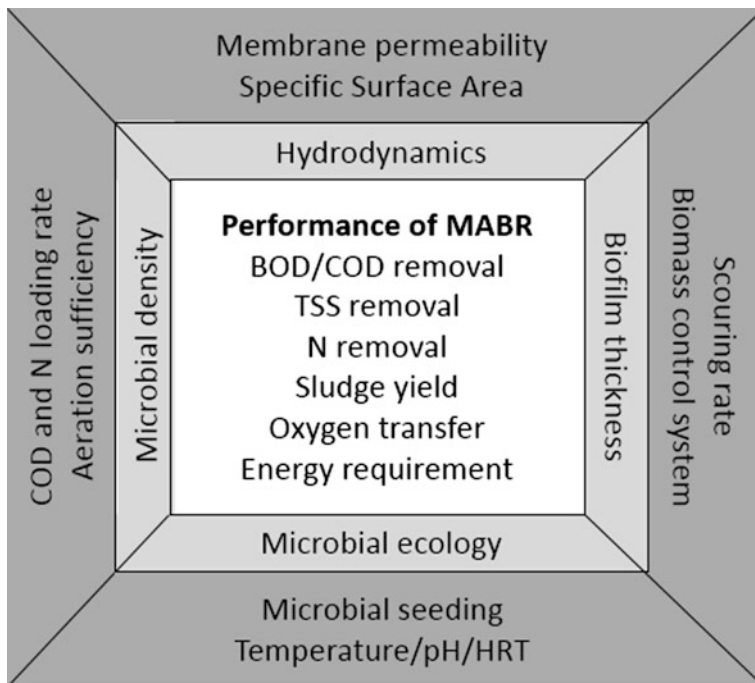 Membrane permeability
Specific Surface Area
Hydrodynamics
COD and N loading rate
Aeration sufficiency
Microbial density
Performance of MABR
BOD/COD removal
TSS removal
N removal
Sludge yield
Oxygen transfer
Energy requirement
Biofilm thickness
Scouring rate
Biomass control system
Microbial ecology
Microbial seeding
Temperature/pH/HRT